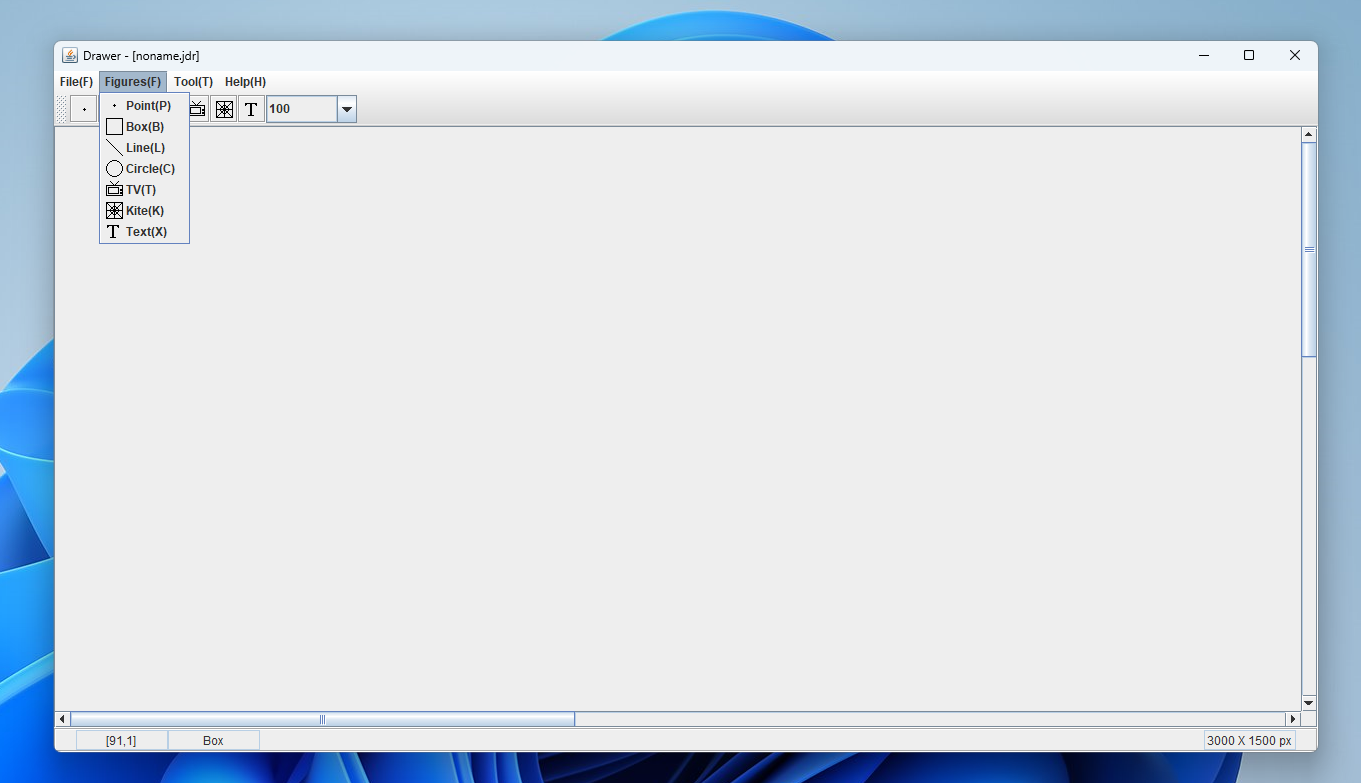 Drawer - [noname.jdr]
File(F) Figures(F) Tool(T) Help(H)
100
Point(P)
Box(B)
Line(L)
Circle(C)
TV(T)
Kite(K)
T Text(X)
[91,1] Box 3000 X 1500 px